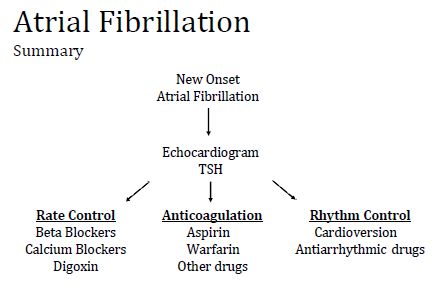 Atrial Fibrillation
Summary
New Onset
Atrial Fibrillation
Echocardiogram
TSH
Rate Control
Beta Blockers
Calcium Blockers
Digoxin
Anticoagulation
Aspirin
Warfarin
Other drugs
Rhythm Control
Cardioversion
Antiarrhythmic drugs